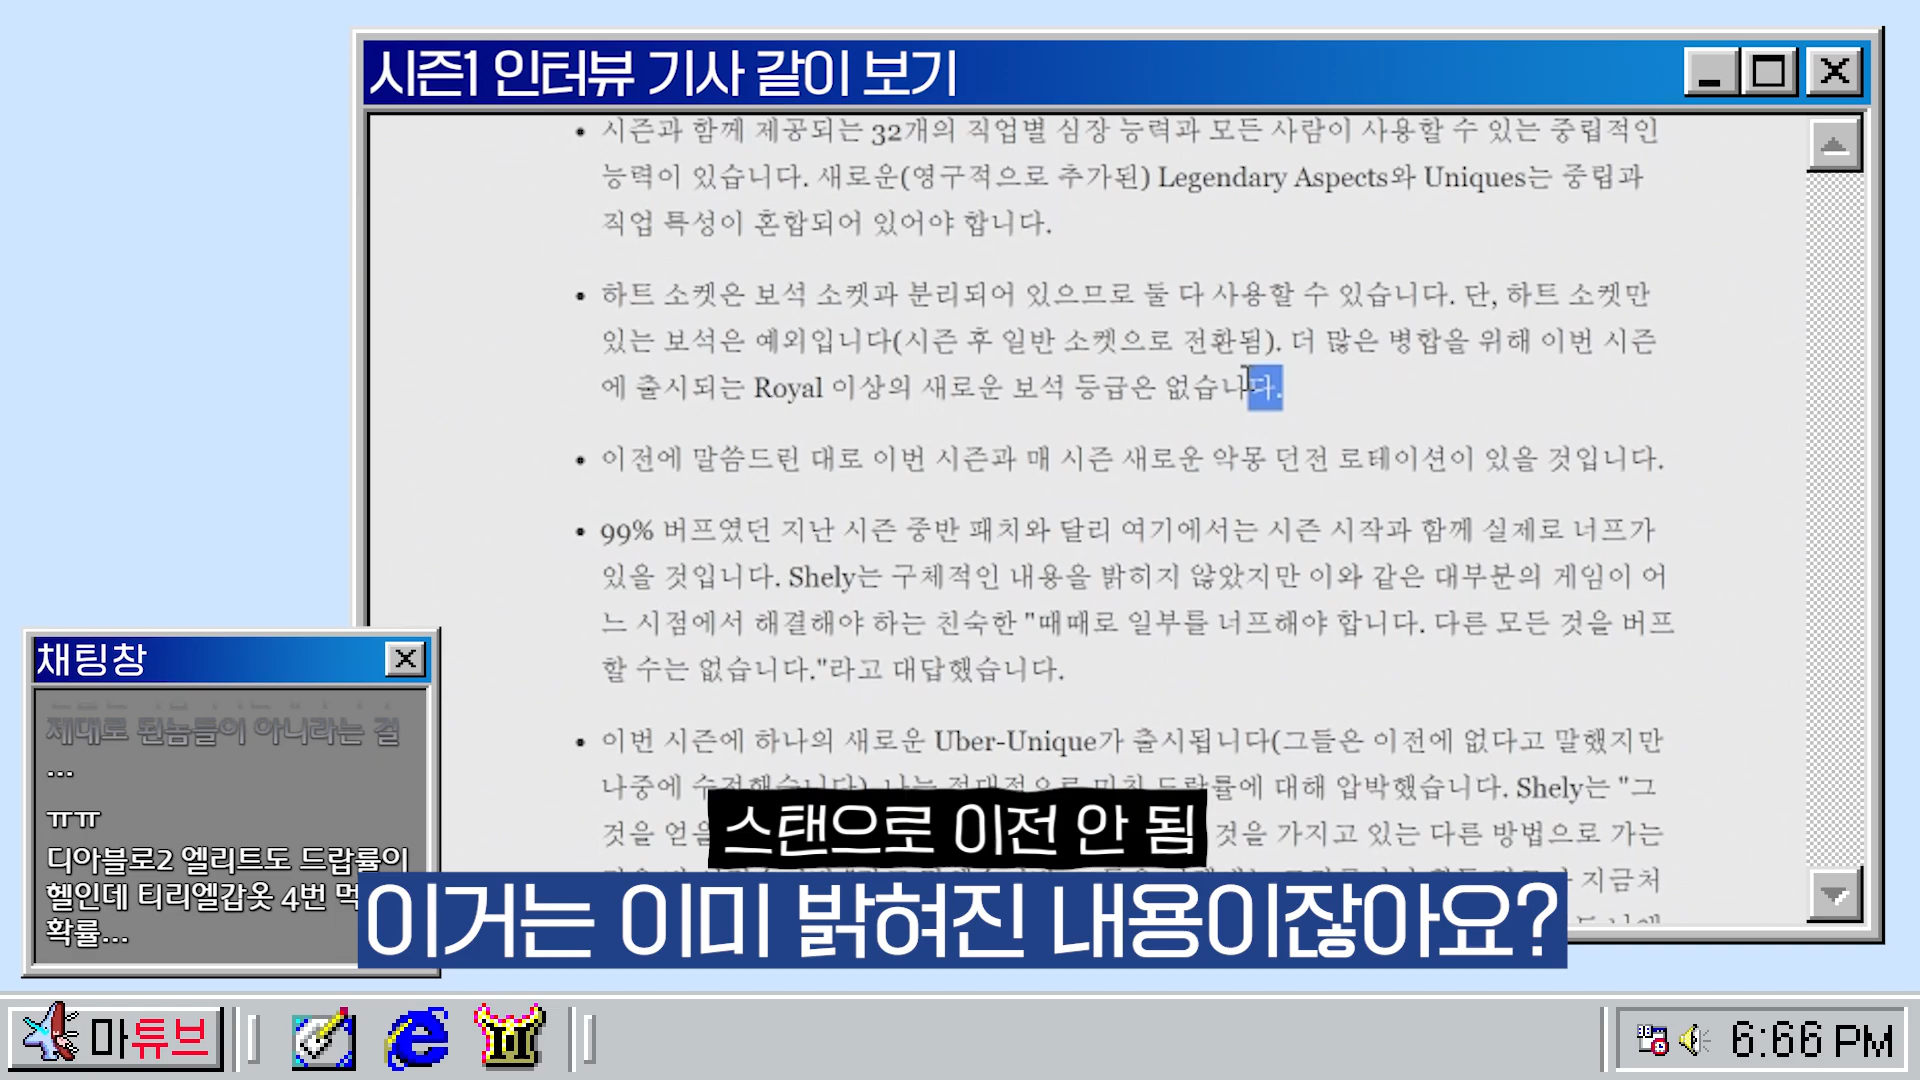 시즌1 인터뷰 기사 같이 보기
• 시즌과 함께 제공되는 32개의 직업별 심장 능력과 모든 사람이 사용할 수 있는 중립적인
능력이 있습니다. 새로운(영구적으로 추가된) Legendary Aspects와 Uniques는 중립과
직업 특성이 혼합되어 있어야 합니다.
• 하트 소켓은 보석 소켓과 분리되어 있으므로 둘 다 사용할 수 있습니다. 단, 하트 소켓만
있는 보석은 예외입니다(시즌 후 일반 소켓으로 전환됨). 더 많은 병합을 위해 이번 시즌
에 출시되는 Royal 이상의 새로운 보석 등급은 없습니다.
• 이전에 말씀드린 대로 이번 시즌과 매 시즌 새로운 악몽 던전 로테이션이 있을 것입니다.
• 99% 버프였던 지난 시즌 중반 패치와 달리 여기에서는 시즌 시작과 함께 실제로 너프가
있을 것입니다. Shely는 구체적인 내용을 밝히지 않았지만 이와 같은 대부분의 게임이 어
느 시점에서 해결해야 하는 친숙한 "때때로 일부를 너프해야 합니다. 다른 모든 것을 버프
할 수는 없습니다."라고 대답했습니다.
• 이번 시즌에 하나의 새로운 Uber-Unique가 출시됩니다(그들은 이전에 없다고 말했지만
나중에 수정했습니다). 나는 절대적으로 미친 드랍률에 대해 압박했습니다. Shely는 "그
것을 얻을 것을 가지고 있는 다른 방법으로 가는
지금처
스탠으로 이전 안 됨
이거는 이미 밝혀진 내용이잖아요?
채팅창
제대로 된놈들이 아니라는 걸
...
ㅠㅠ
디아블로2 엘리트도 드랍률이
헬인데 티리엘갑옷 4번 먹
확률...
마튜브
6:66 PM